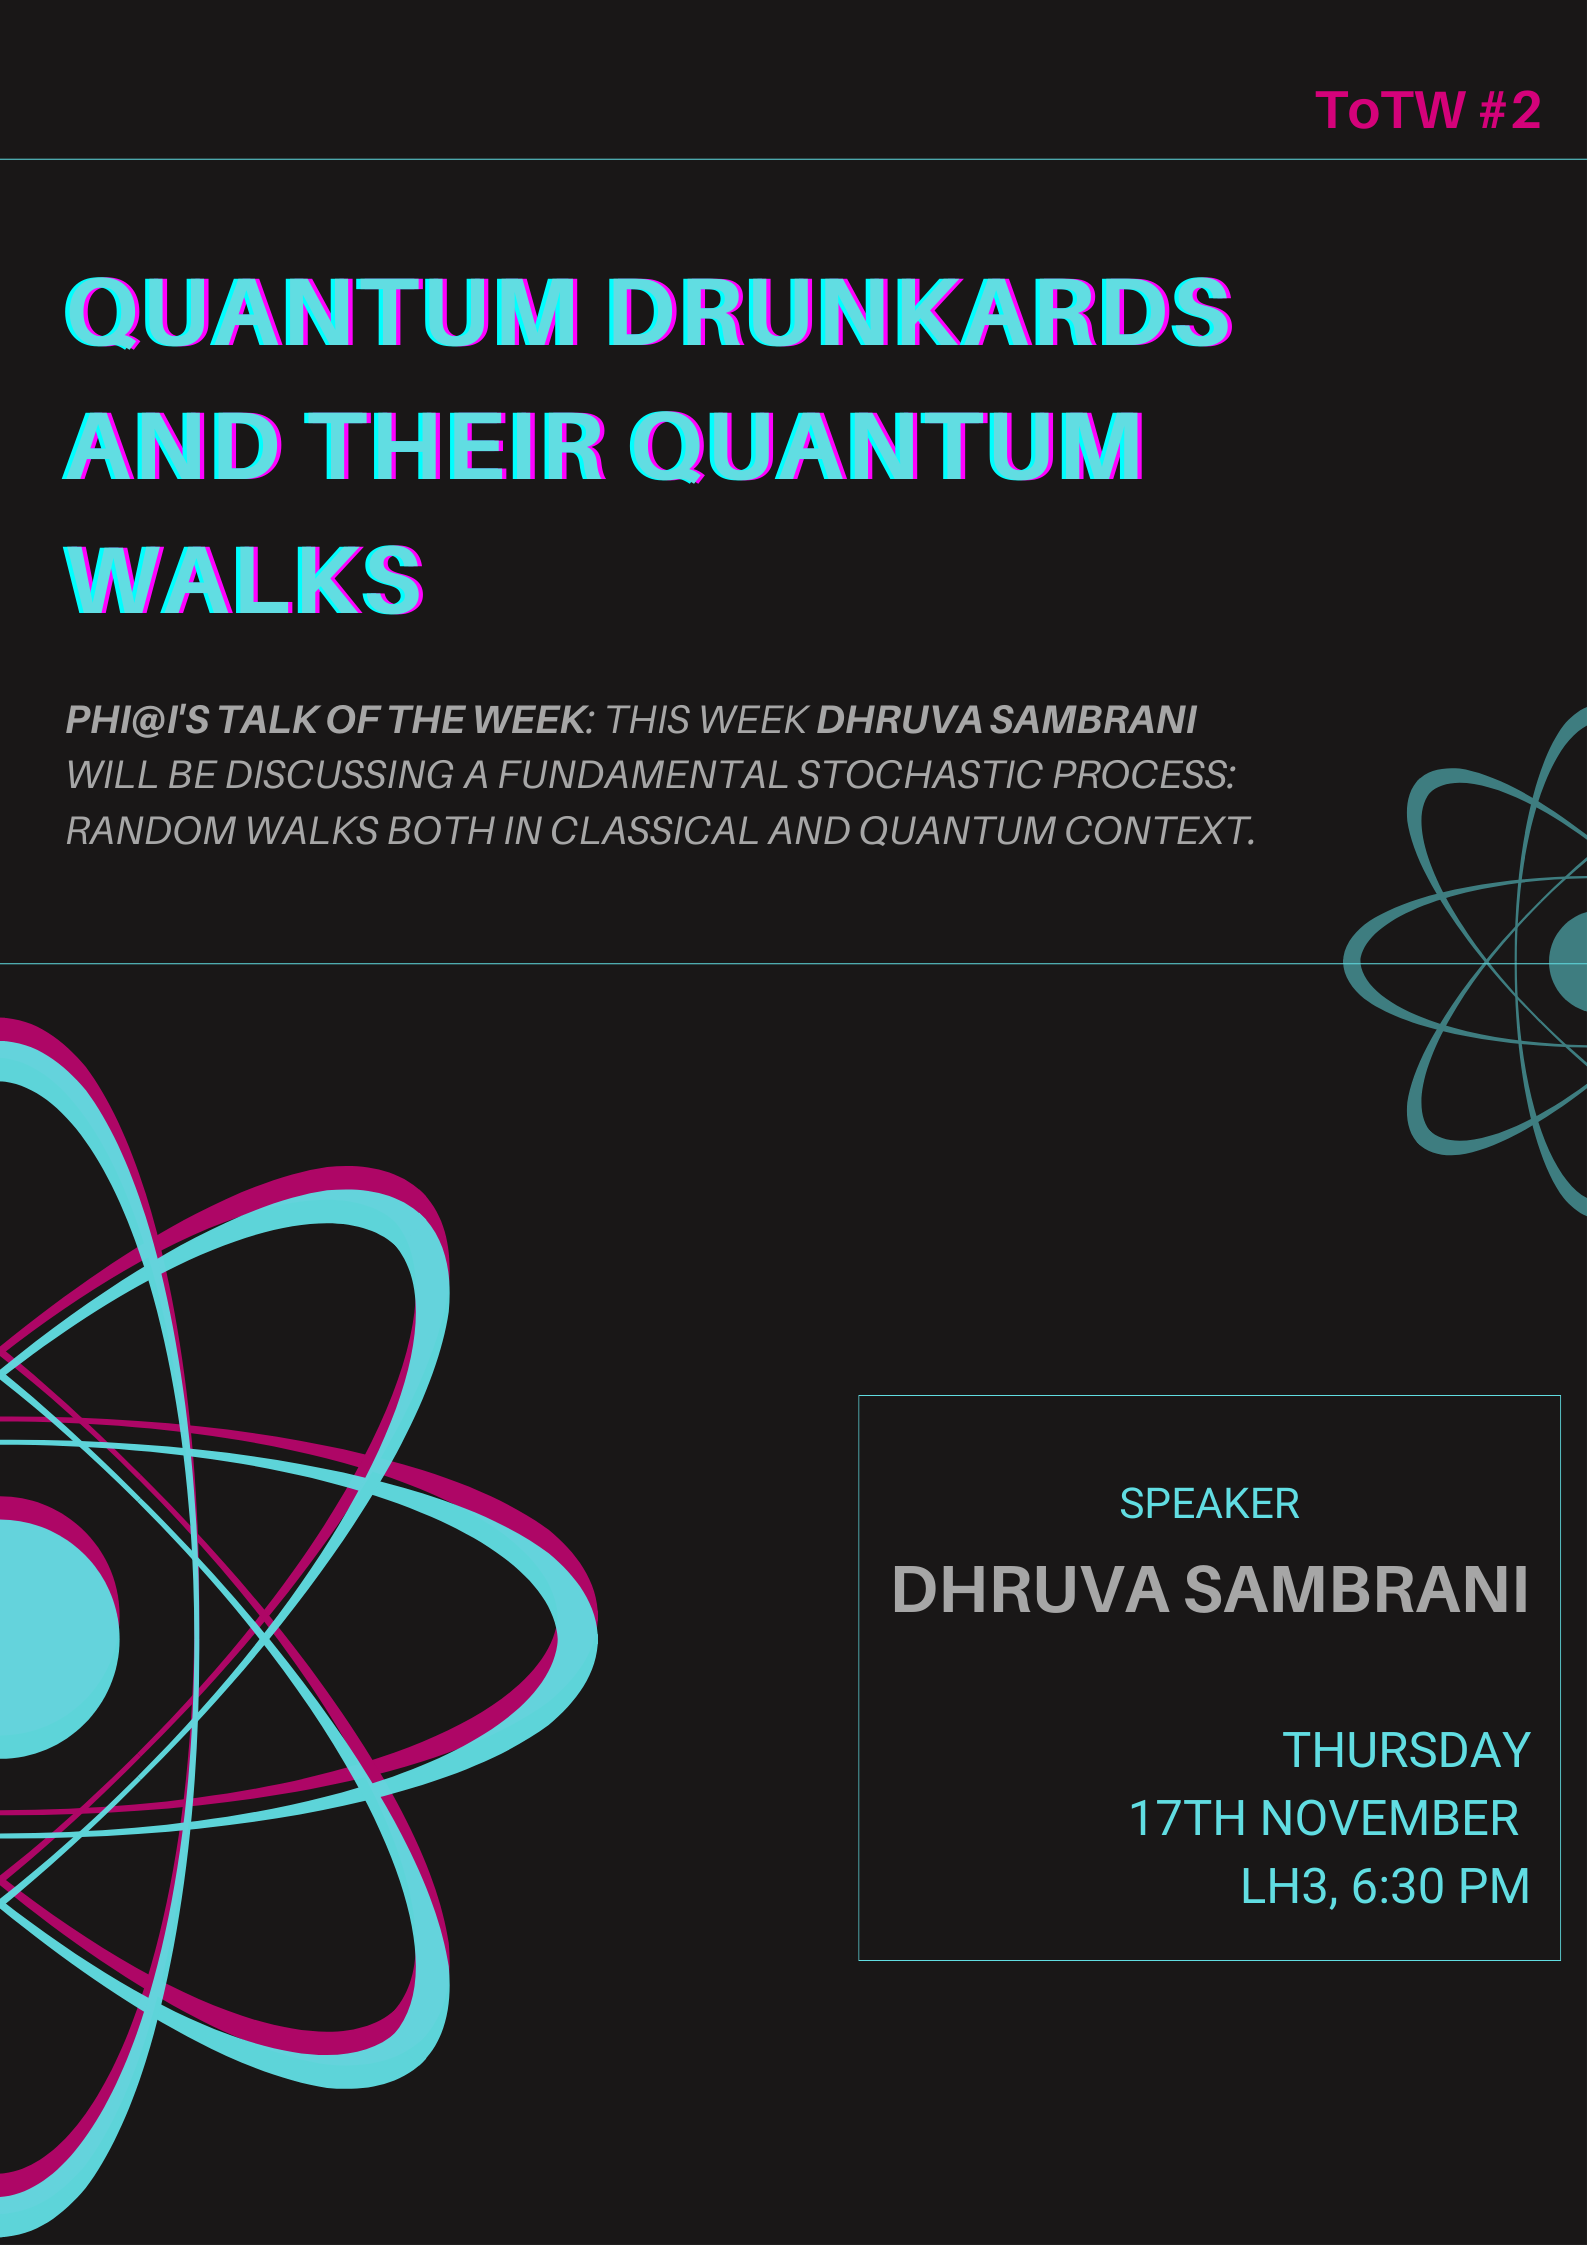 ToTW #2
QUANTUM DRUNKARDS
AND THEIR QUANTUM
WALKS
PHI@I'S TALK OF THE WEEK: THIS WEEK DHRUVA SAMBRANI
WILL BE DISCUSSING A FUNDAMENTAL STOCHASTIC PROCESS:
RANDOM WALKS BOTH IN CLASSICAL AND QUANTUM CONTEXT.
SPEAKER
DHRUVA SAMBRANI
THURSDAY
17TH NOVEMBER
LH3, 6:30 PM